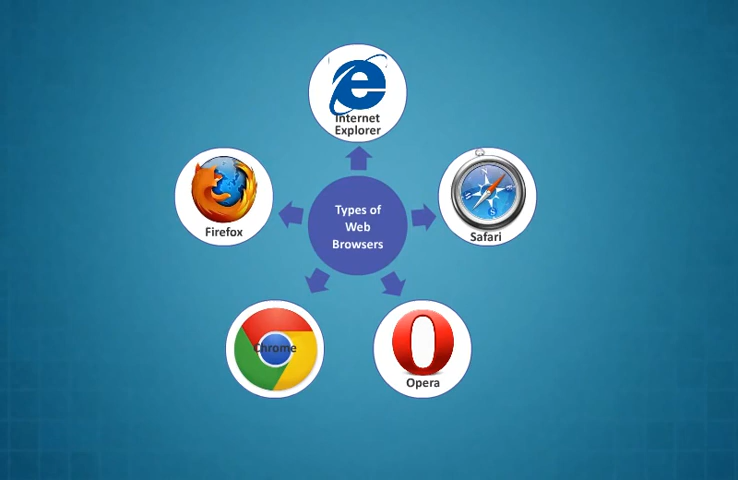 Internet
Explorer
Firefox
Types of
Web
Browsers
Safari
Chrome
Opera